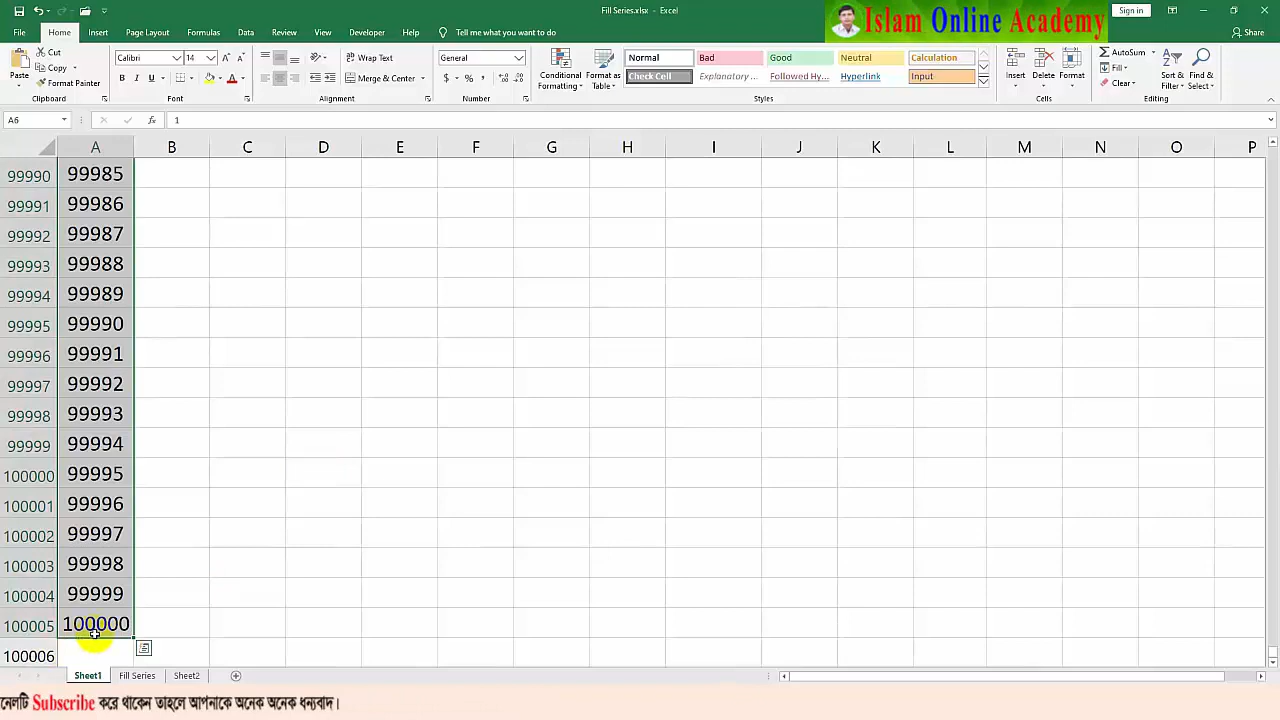 Fill Series.xlsx - Excel
Islam Online Academy
Sign in
File Home Insert Page Layout Formulas Data Review View Developer Help Tell me what you want to do Share
Paste Cut Copy Format Painter
Calibri 14 Wrap Text General
Conditional Formatting Format as Table
Normal Bad Good Neutral Calculation
Check Cell Explanatory ... Followed Hy... Hyperlink Input
Insert Delete Format
AutoSum Fill Clear Sort & Filter Find & Select
B I U A Merge & Center $ % ,
Clipboard Font Alignment Number Styles Cells Editing
A6 fx 1
A B C D E F G H I J K L M N O P
99990 99985
99991 99986
99992 99987
99993 99988
99994 99989
99995 99990
99996 99991
99997 99992
99998 99993
99999 99994
100000 99995
100001 99996
100002 99997
100003 99998
100004 99999
100005 100000
100006
Sheet1 Fill Series Sheet2
নেলটি Subscribe করে থাকেন তাহলে আপনাকে অনেক অনেক ধন্যবাদ।